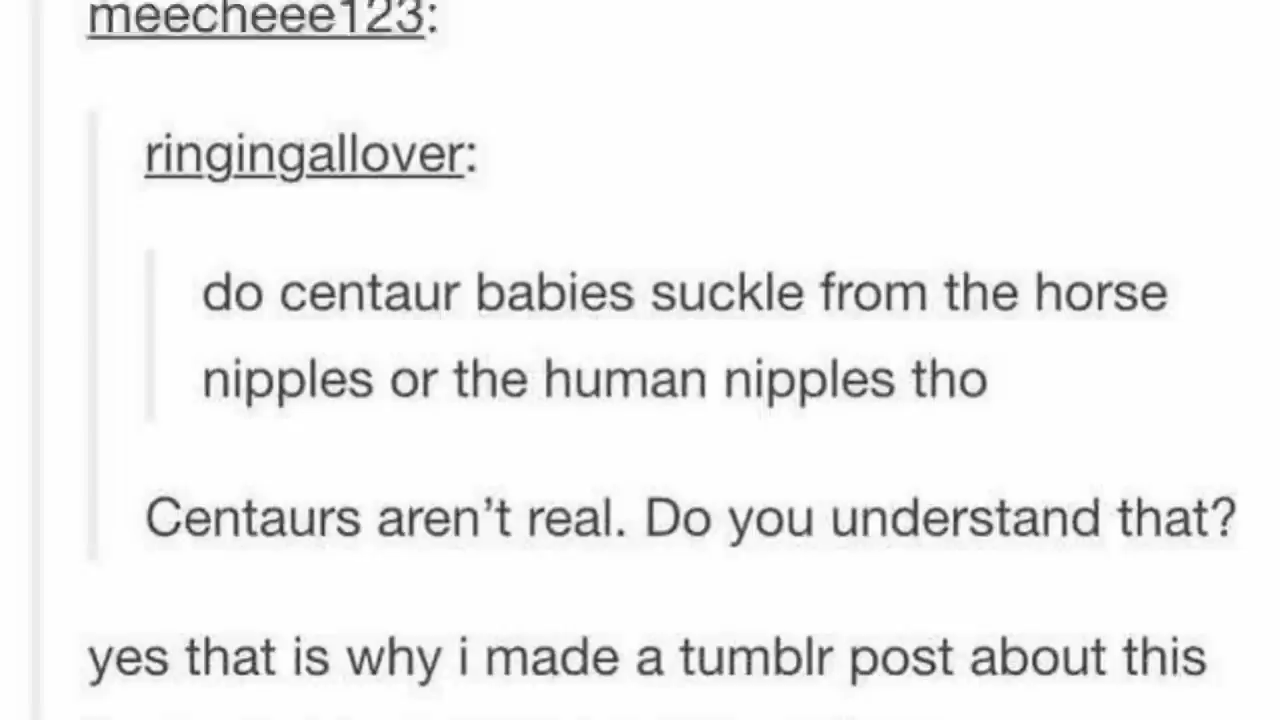 meecheee123:
ringingallover:
do centaur babies suckle from the horse
nipples or the human nipples tho
Centaurs aren’t real. Do you understand that?
yes that is why i made a tumblr post about this